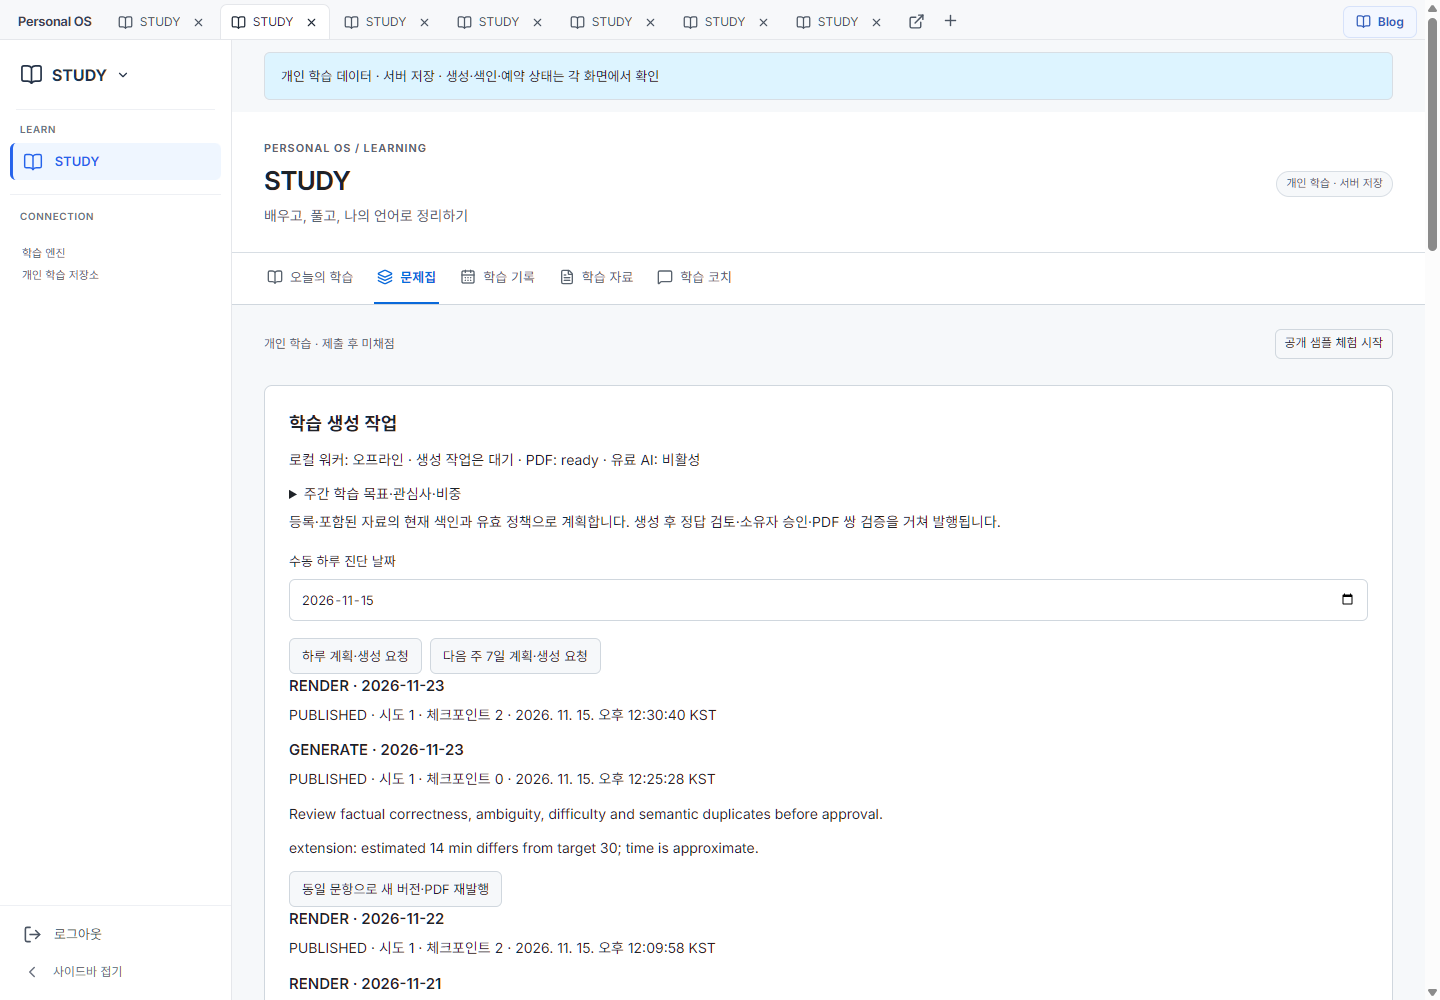 Personal OS
STUDY
STUDY
STUDY
STUDY
STUDY
STUDY
STUDY
Blog
STUDY
LEARN
STUDY
CONNECTION
학습 엔진
개인 학습 저장소
로그아웃
사이드바 접기
개인 학습 데이터 · 서버 저장 · 생성·색인·예약 상태는 각 화면에서 확인
PERSONAL OS / LEARNING
STUDY
배우고, 풀고, 나의 언어로 정리하기
개인 학습 · 서버 저장
오늘의 학습
문제집
학습 기록
학습 자료
학습 코치
개인 학습 · 제출 후 미채점
공개 샘플 체험 시작
학습 생성 작업
로컬 워커: 오프라인 · 생성 작업은 대기 · PDF: ready · 유료 AI: 비활성
주간 학습 목표·관심사·비중
등록·포함된 자료의 현재 색인과 유효 정책으로 계획합니다. 생성 후 정답 검토·소유자 승인·PDF 쌍 검증을 거쳐 발행됩니다.
수동 하루 진단 날짜
2026-11-15
하루 계획·생성 요청
다음 주 7일 계획·생성 요청
RENDER · 2026-11-23
PUBLISHED · 시도 1 · 체크포인트 2 · 2026. 11. 15. 오후 12:30:40 KST
GENERATE · 2026-11-23
PUBLISHED · 시도 1 · 체크포인트 0 · 2026. 11. 15. 오후 12:25:28 KST
Review factual correctness, ambiguity, difficulty and semantic duplicates before approval.
extension: estimated 14 min differs from target 30; time is approximate.
동일 문항으로 새 버전·PDF 재발행
RENDER · 2026-11-22
PUBLISHED · 시도 1 · 체크포인트 2 · 2026. 11. 15. 오후 12:09:58 KST
RENDER · 2026-11-21